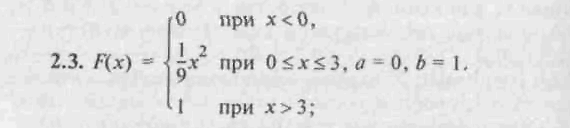 0 при x < 0,
2.3. F(x) = { 1/9 x² при 0 ≤ x ≤ 3, a = 0, b = 1.
1 при x > 3;